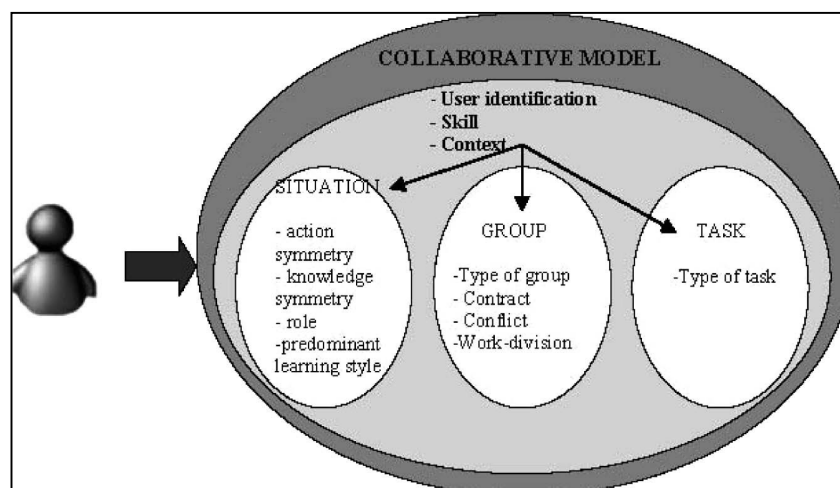 COLLABORATIVE MODEL
- User identification
- Skill
- Context
SITUATION
- action
symmetry
- knowledge
symmetry
- role
-predominant
learning style
GROUP
-Type of group
- Contract
- Conflict
-Work-division
TASK
-Type of task